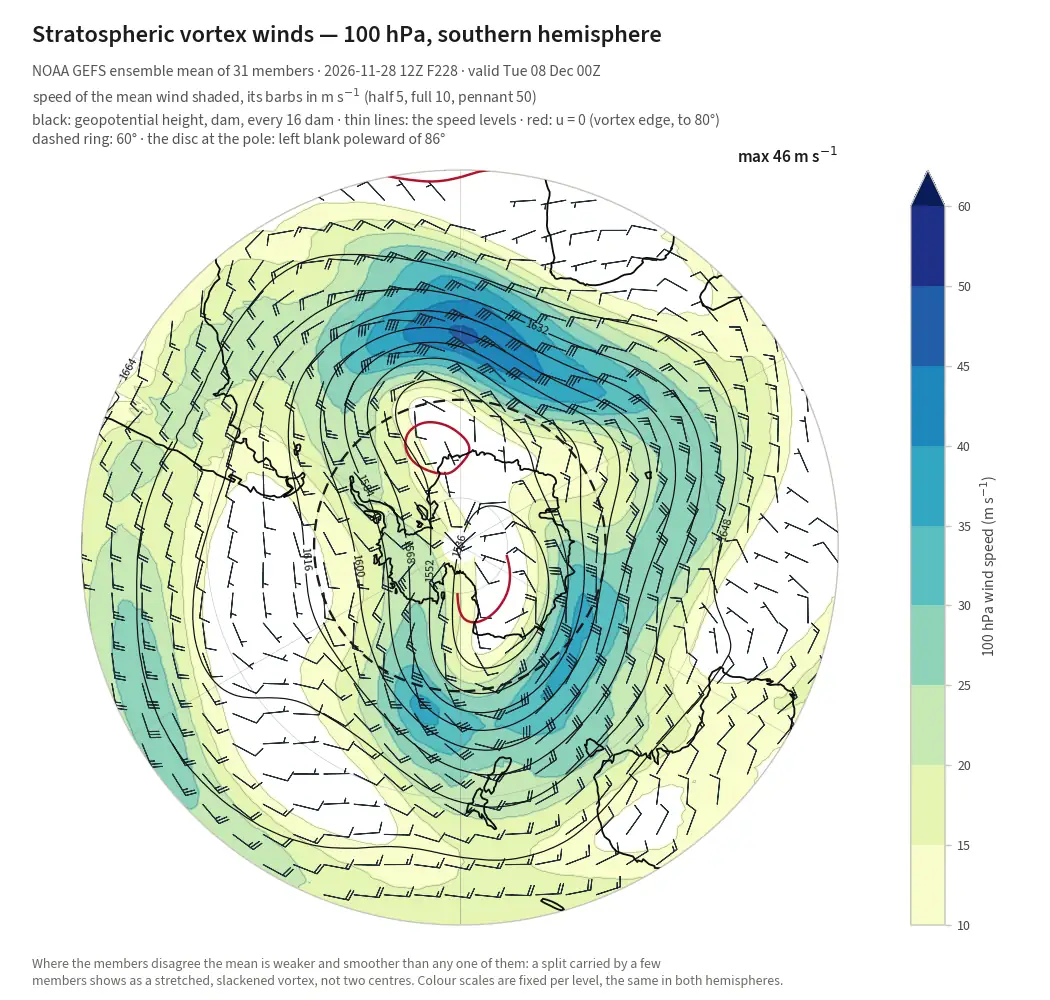 Stratospheric vortex winds — 100 hPa, southern hemisphere
NOAA GEFS ensemble mean of 31 members · 2026-11-28 12Z F228 · valid Tue 08 Dec 00Z
speed of the mean wind shaded, its barbs in m s⁻¹ (half 5, full 10, pennant 50)
black: geopotential height, dam, every 16 dam · thin lines: the speed levels · red: u = 0 (vortex edge, to 80°)
dashed ring: 60° · the disc at the pole: left blank poleward of 86°
max 46 m s⁻¹
60
50
45
40
35
30
25
20
15
10
100 hPa wind speed (m s⁻¹)
1632
1664
1648
1616
1600
1552
Where the members disagree the mean is weaker and smoother than any one of them: a split carried by a few
members shows as a stretched, slackened vortex, not two centres. Colour scales are fixed per level, the same in both hemispheres.